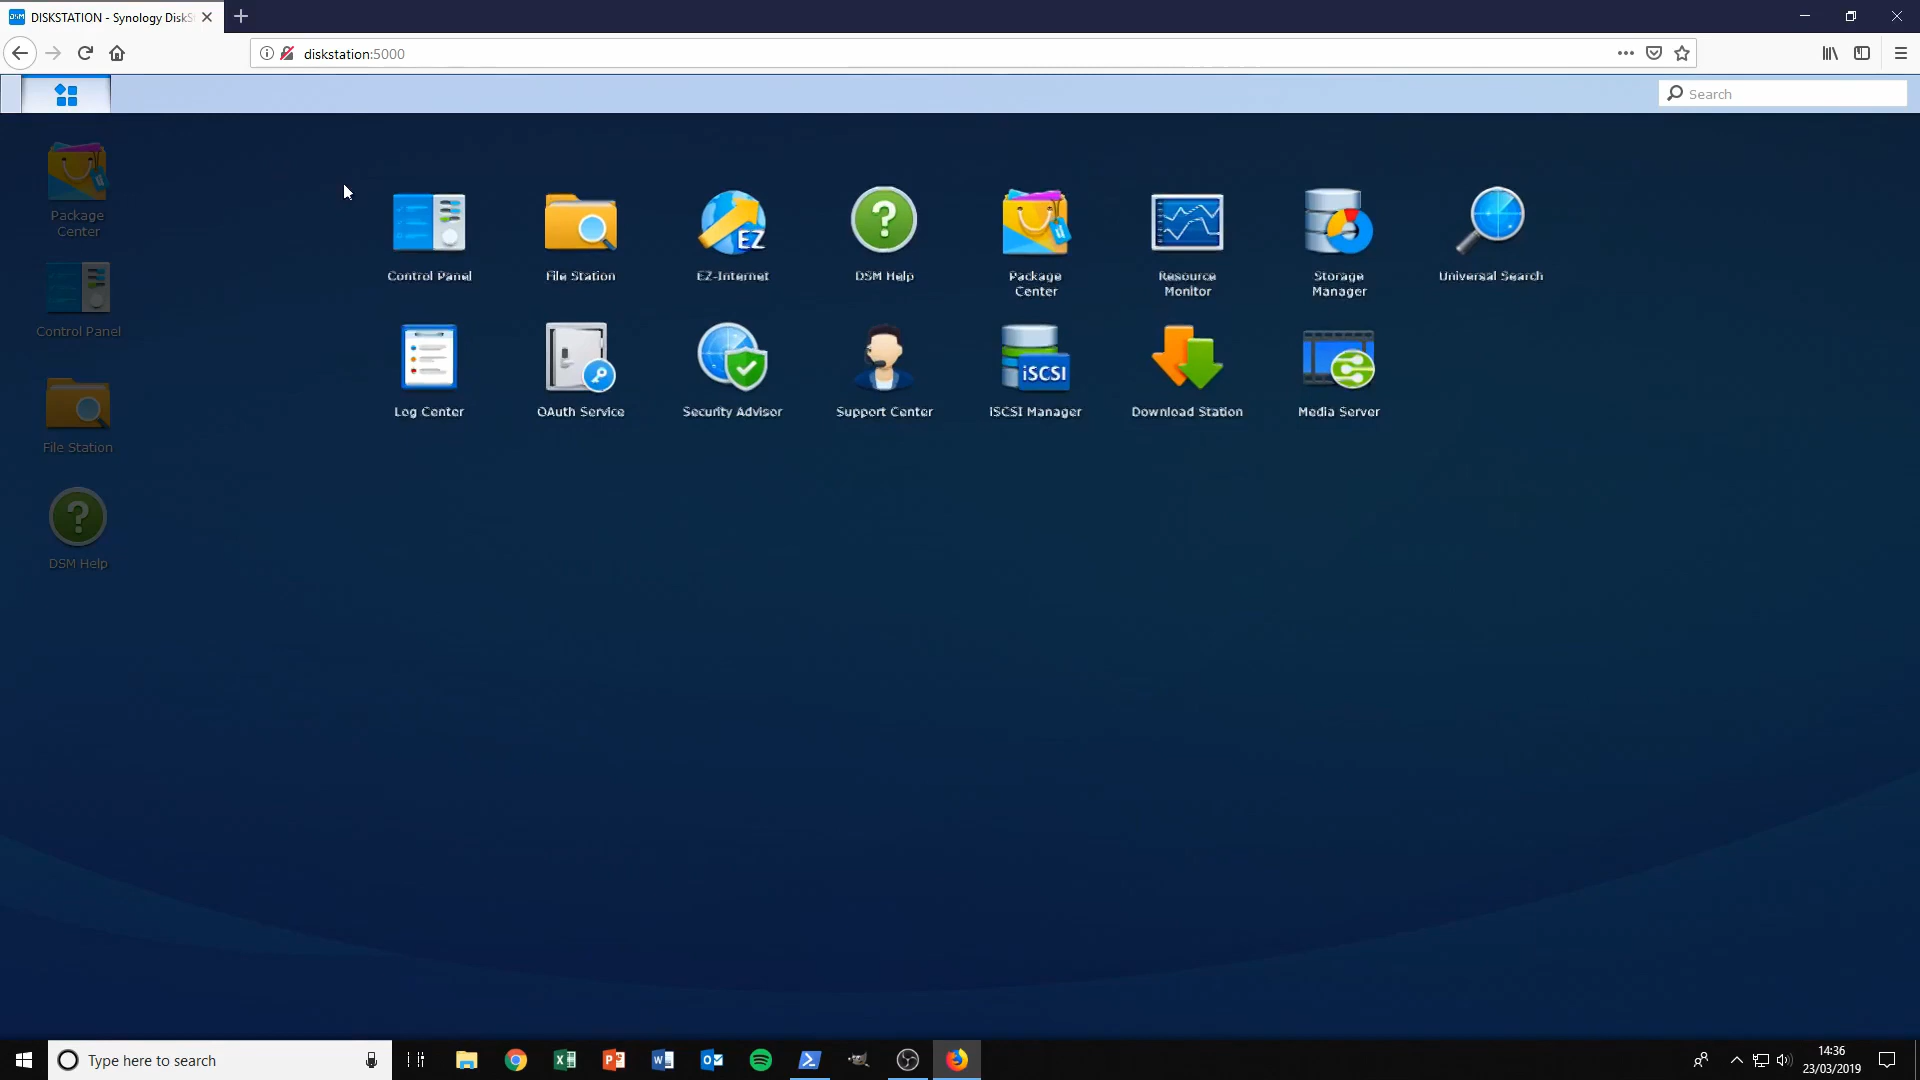 DISKSTATION - Synology DiskS
diskstation:5000
Search
Package
Center
Control Panel
File Station
DSM Help
Control Panel
File Station
EZ
EZ-Internet
DSM Help
Package
Center
Resource
Monitor
Storage
Manager
Universal Search
Log Center
OAuth Service
Security Advisor
Support Center
iSCSI
iSCSI Manager
Download Station
Media Server
Type here to search
14:36
23/03/2019